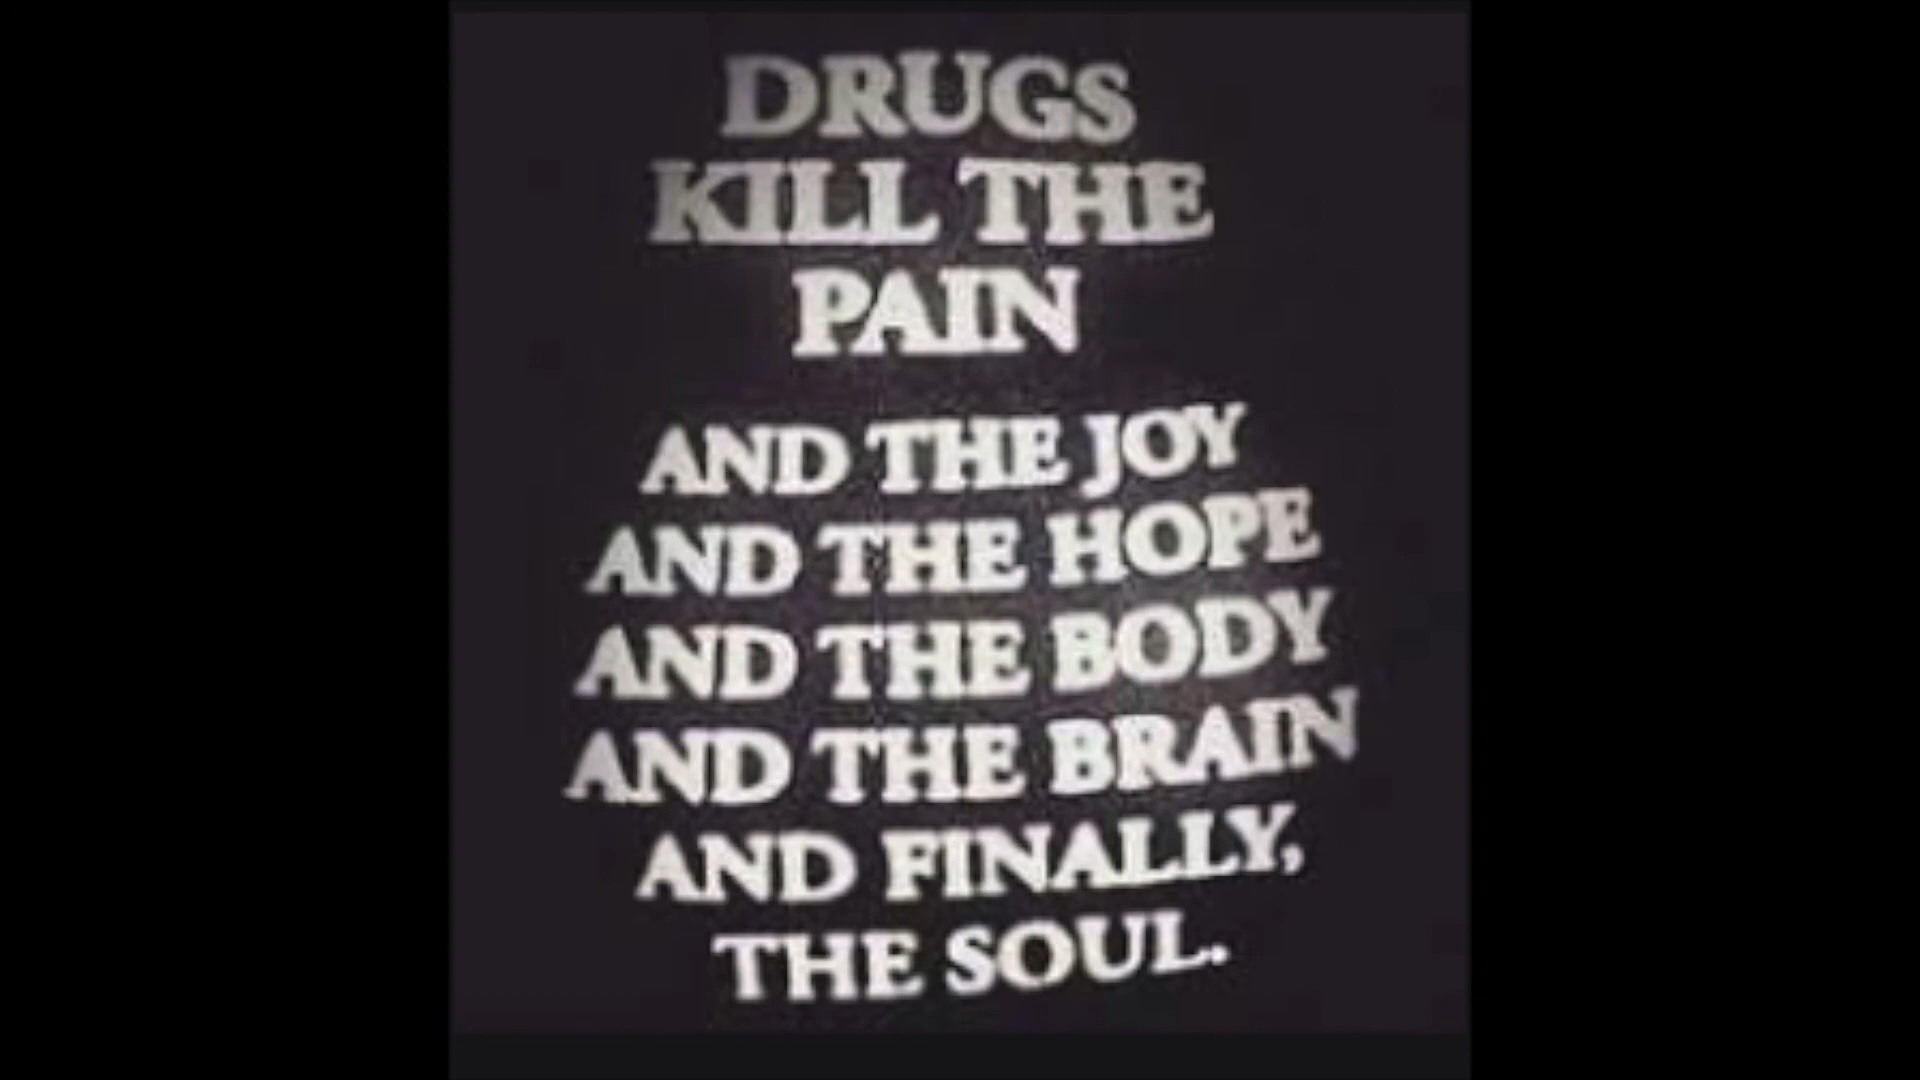 DRUGS
KILL THE
PAIN
AND THE JOY
AND THE HOPE
AND THE BODY
AND THE BRAIN
AND FINALLY,
THE SOUL.